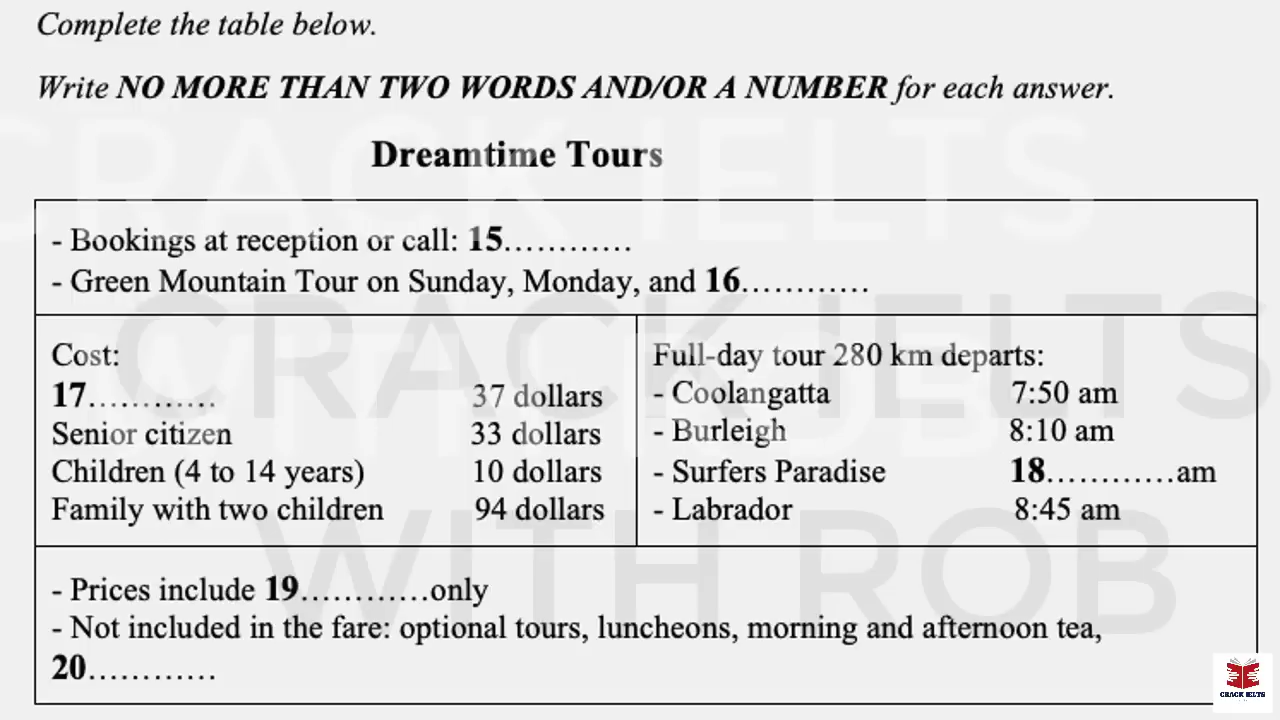 Complete the table below.
Write NO MORE THAN TWO WORDS AND/OR A NUMBER for each answer.
Dreamtime Tours
- Bookings at reception or call: 15............
- Green Mountain Tour on Sunday, Monday, and 16............
Cost:
17............ 37 dollars
Senior citizen 33 dollars
Children (4 to 14 years) 10 dollars
Family with two children 94 dollars
Full-day tour 280 km departs:
- Coolangatta 7:50 am
- Burleigh 8:10 am
- Surfers Paradise 18............am
- Labrador 8:45 am
- Prices include 19............only
- Not included in the fare: optional tours, luncheons, morning and afternoon tea,
20............
CRACK IELTS
CRACK IELTS
WITH ROB
CRACK IELTS